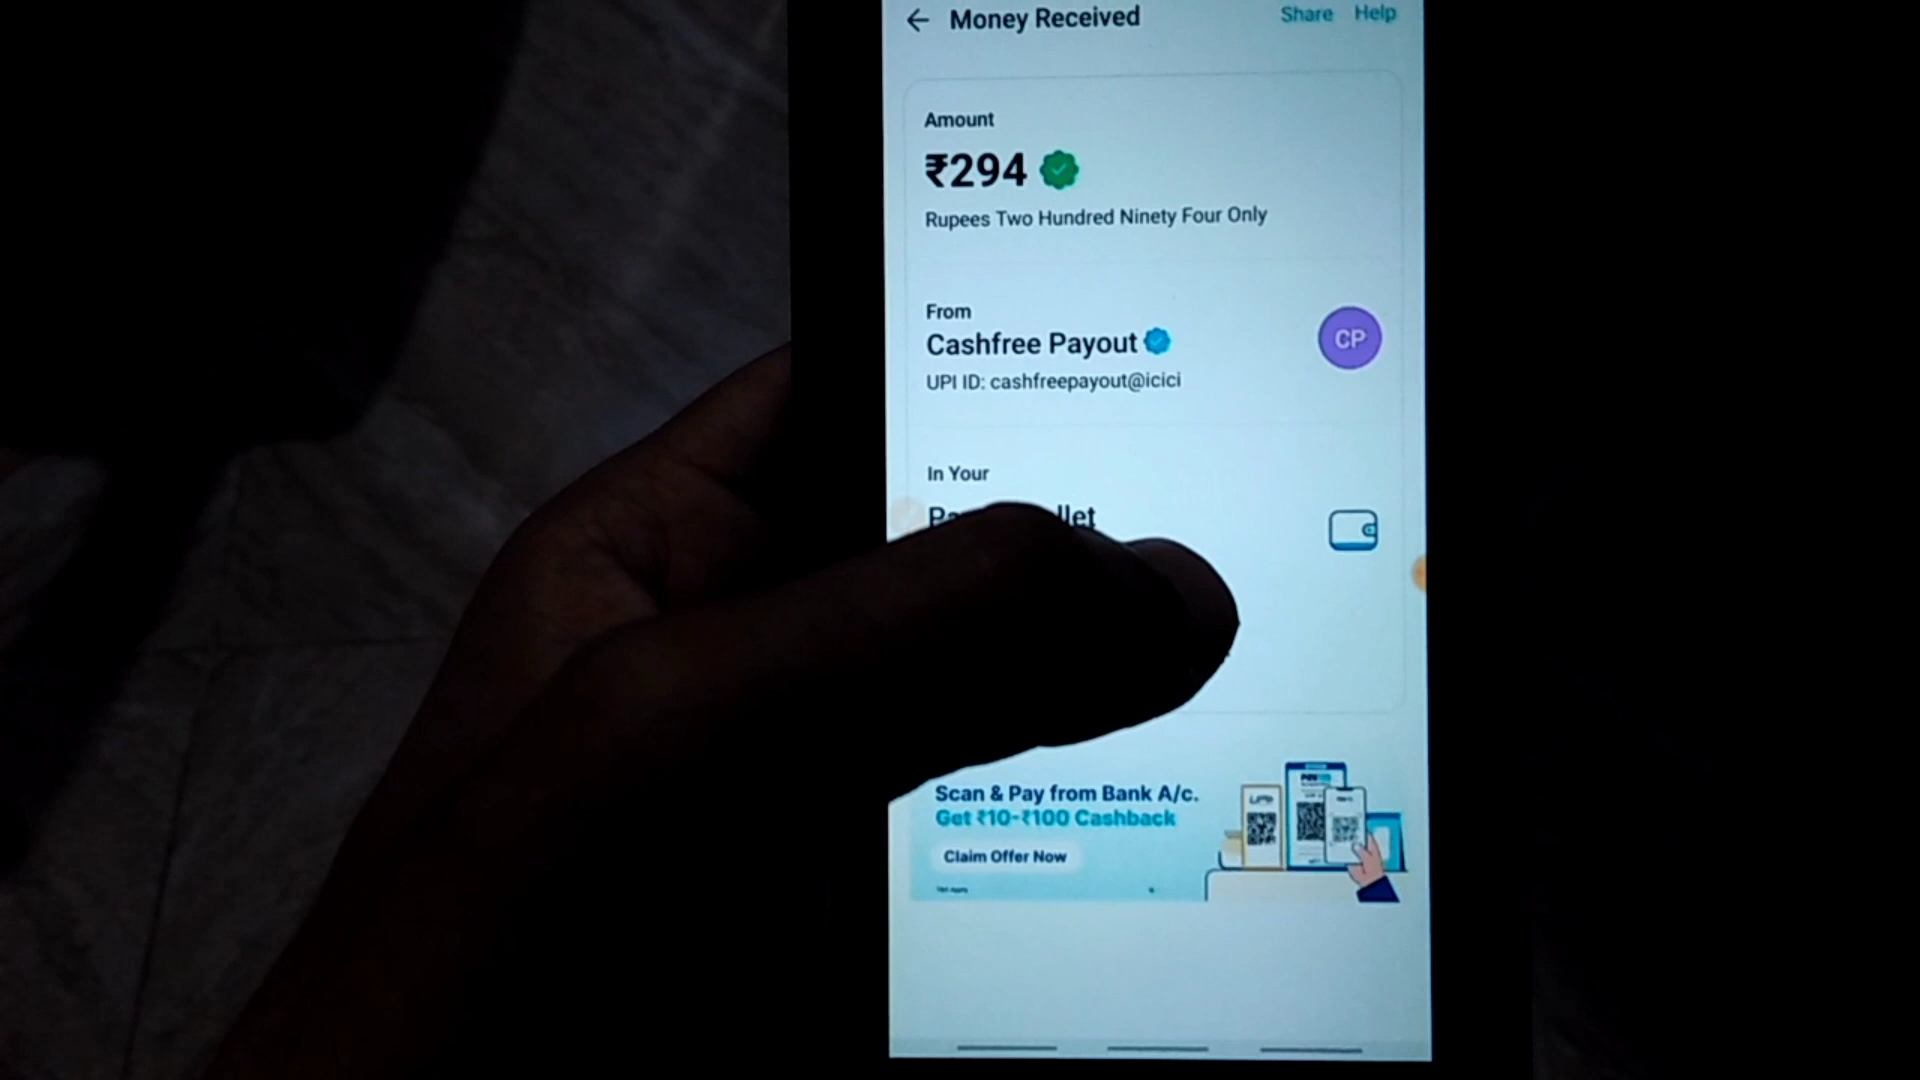 Money Received
Share Help
Amount
₹294
Rupees Two Hundred Ninety Four Only
From
Cashfree Payout
CP
UPI ID: cashfreepayout@icici
In Your
Scan & Pay from Bank A/c.
Get ₹10-₹100 Cashback
Claim Offer Now